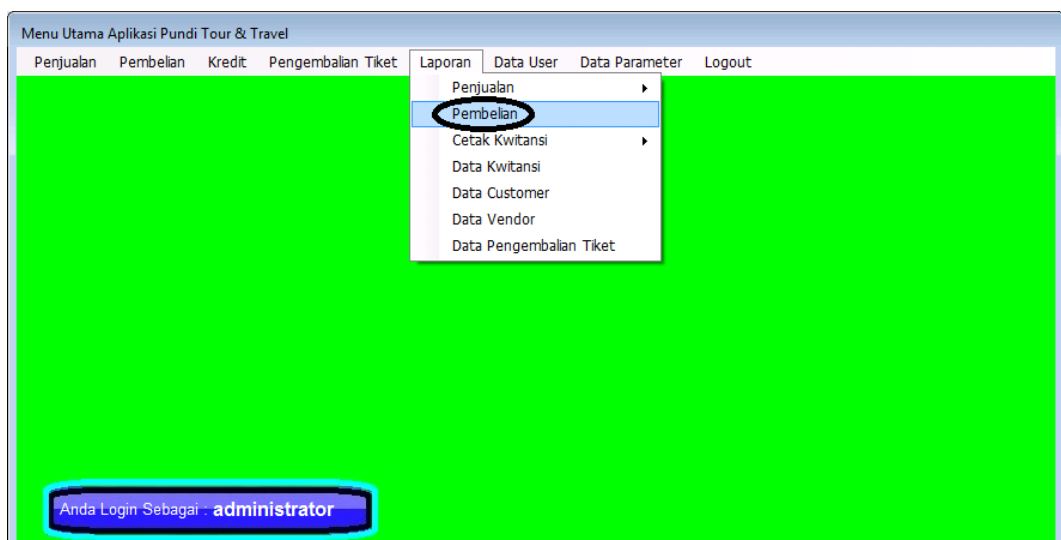 Menu Utama Aplikasi Pundi Tour & Travel
Penjualan Pembelian Kredit Pengembalian Tiket Laporan Data User Data Parameter Logout
Penjualan
Pembelian
Cetak Kwitansi
Data Kwitansi
Data Customer
Data Vendor
Data Pengembalian Tiket
Anda Login Sebagai : administrator